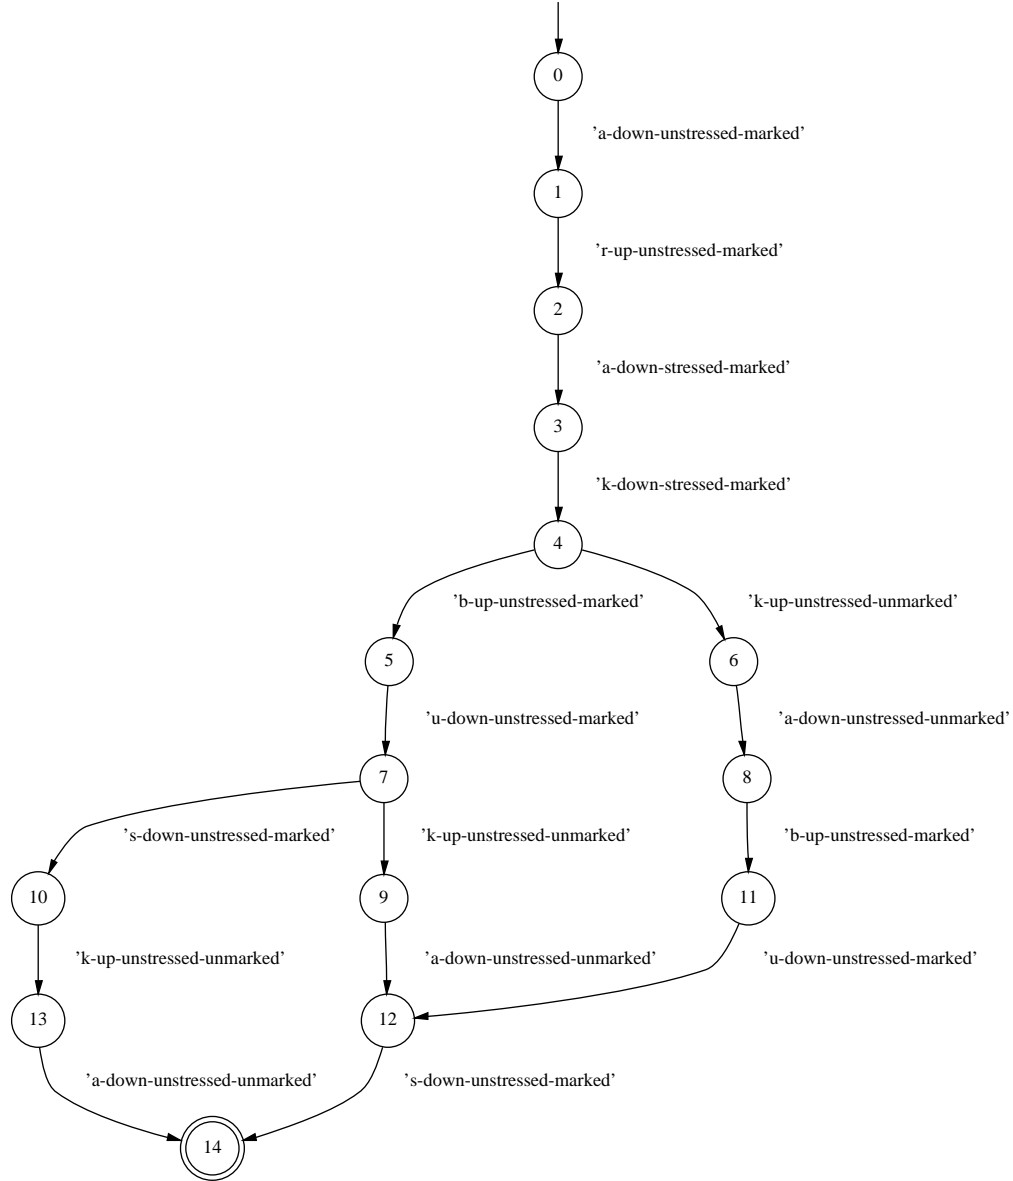 0
’a-down-unstressed-marked’
1
’r-up-unstressed-marked’
2
’a-down-stressed-marked’
3
’k-down-stressed-marked’
4
’b-up-unstressed-marked’ ’k-up-unstressed-unmarked’
5 6
’u-down-unstressed-marked’ ’a-down-unstressed-unmarked’
7 8
’s-down-unstressed-marked’ ’k-up-unstressed-unmarked’ ’b-up-unstressed-marked’
10 9 11
’k-up-unstressed-unmarked’ ’a-down-unstressed-unmarked’ ’u-down-unstressed-marked’
13 12
’a-down-unstressed-unmarked’ ’s-down-unstressed-marked’
14